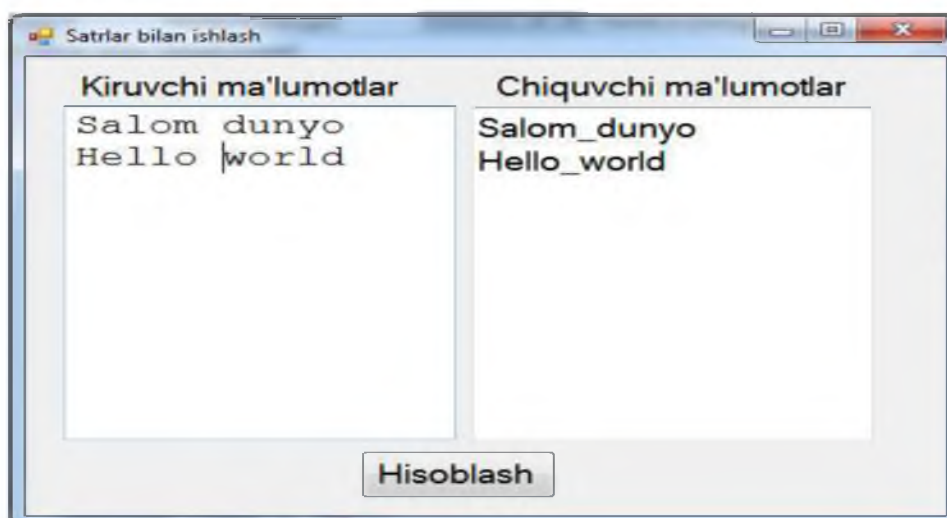 Satrlar bilan ishlash
Kiruvchi ma'lumotlar
Salom dunyo
Hello world
Chiquvchi ma'lumotlar
Salom_dunyo
Hello_world
Hisoblash